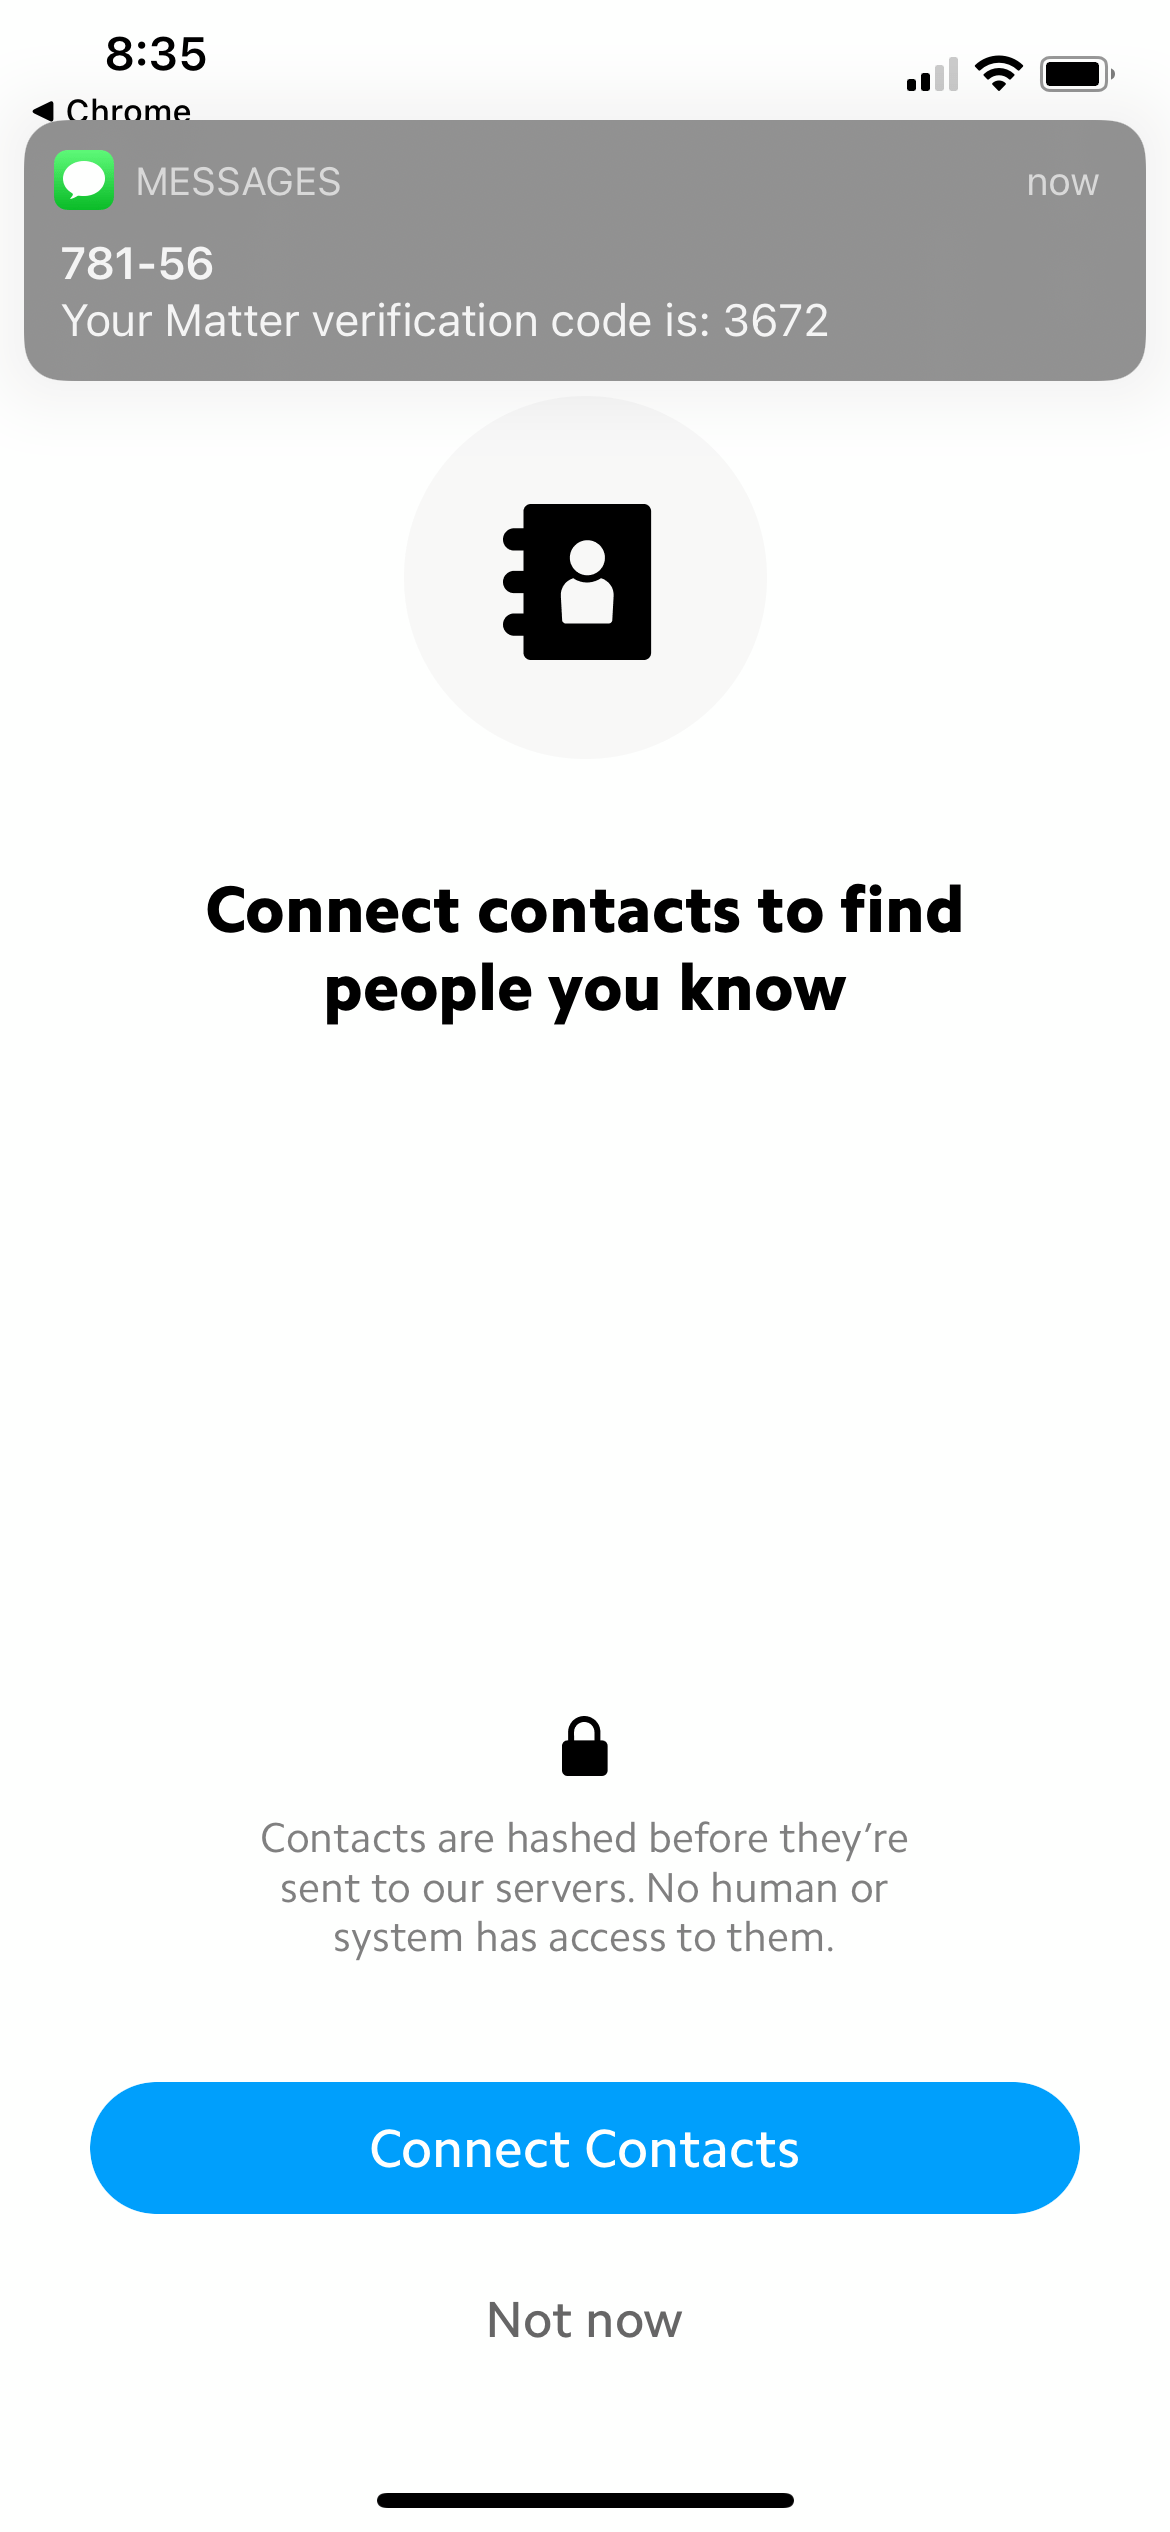 8:35
◀ Chrome
MESSAGES
now
781-56
Your Matter verification code is: 3672
Connect contacts to find
people you know
Contacts are hashed before they’re
sent to our servers. No human or
system has access to them.
Connect Contacts
Not now